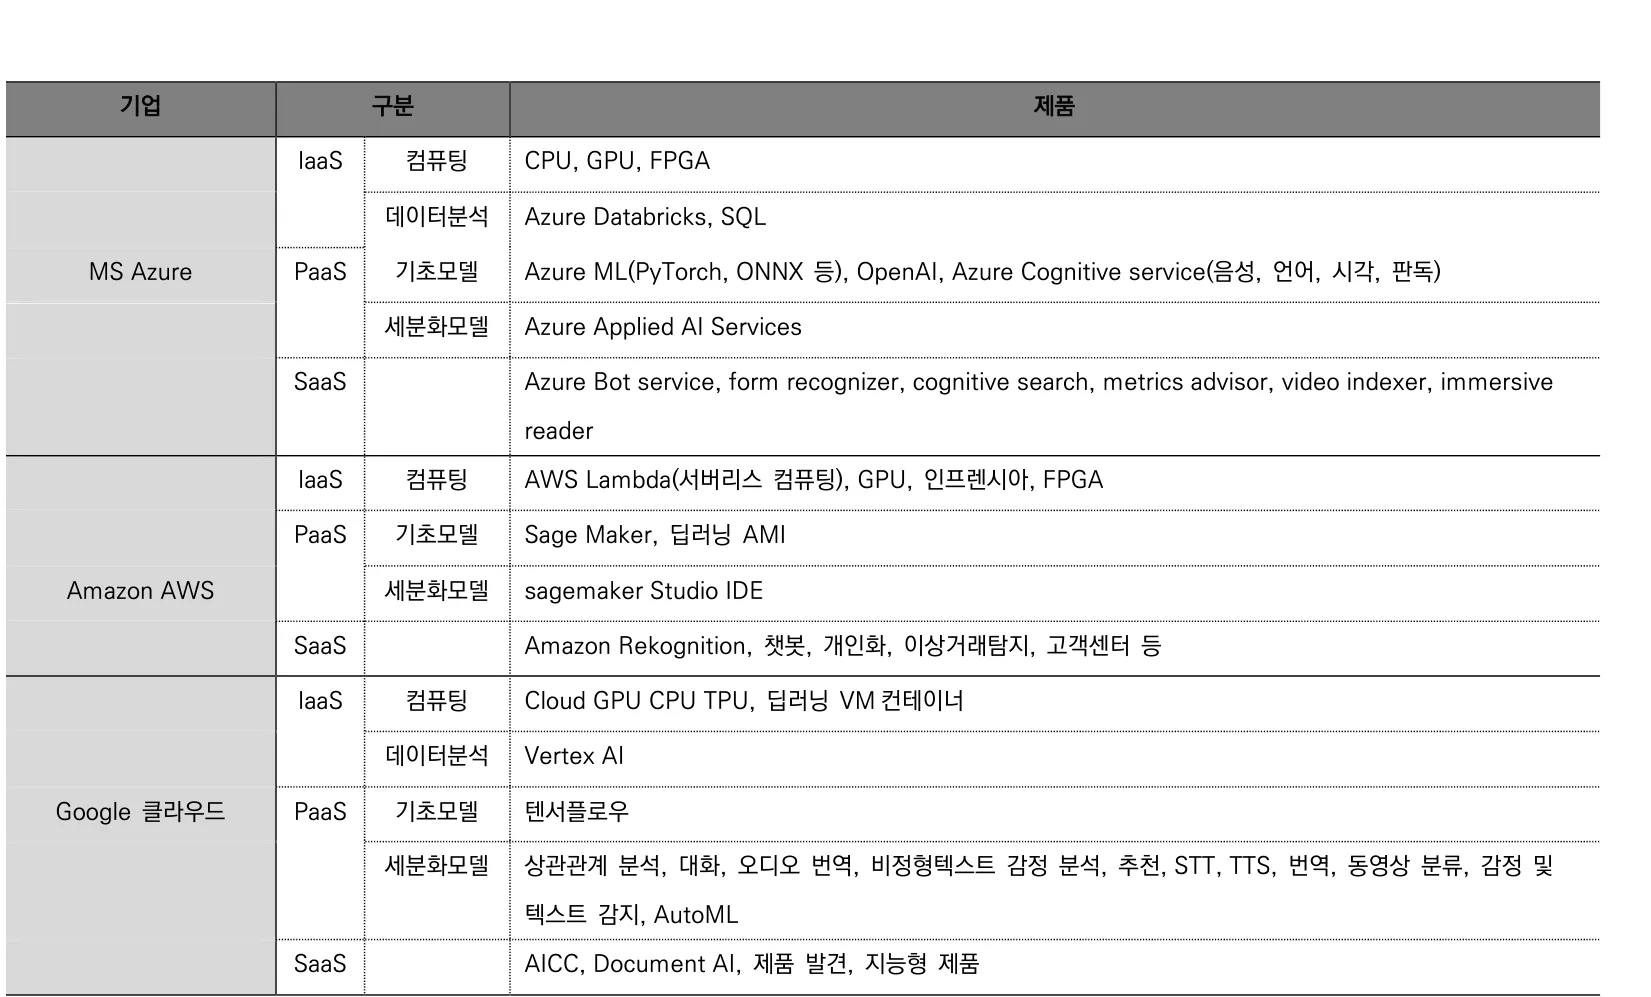 기업 구분 제품
IaaS 컴퓨팅 CPU, GPU, FPGA
데이터분석 Azure Databricks, SQL
MS Azure PaaS 기초모델 Azure ML(PyTorch, ONNX 등), OpenAI, Azure Cognitive service(음성, 언어, 시각, 판독)
세분화모델 Azure Applied AI Services
SaaS Azure Bot service, form recognizer, cognitive search, metrics advisor, video indexer, immersive
reader
IaaS 컴퓨팅 AWS Lambda(서버리스 컴퓨팅), GPU, 인프렌시아, FPGA
PaaS 기초모델 Sage Maker, 딥러닝 AMI
Amazon AWS 세분화모델 sagemaker Studio IDE
SaaS Amazon Rekognition, 챗봇, 개인화, 이상거래탐지, 고객센터 등
IaaS 컴퓨팅 Cloud GPU CPU TPU, 딥러닝 VM 컨테이너
데이터분석 Vertex AI
Google 클라우드 PaaS 기초모델 텐서플로우
세분화모델 상관관계 분석, 대화, 오디오 번역, 비정형텍스트 감정 분석, 추천, STT, TTS, 번역, 동영상 분류, 감정 및
텍스트 감지, AutoML
SaaS AICC, Document AI, 제품 발견, 지능형 제품